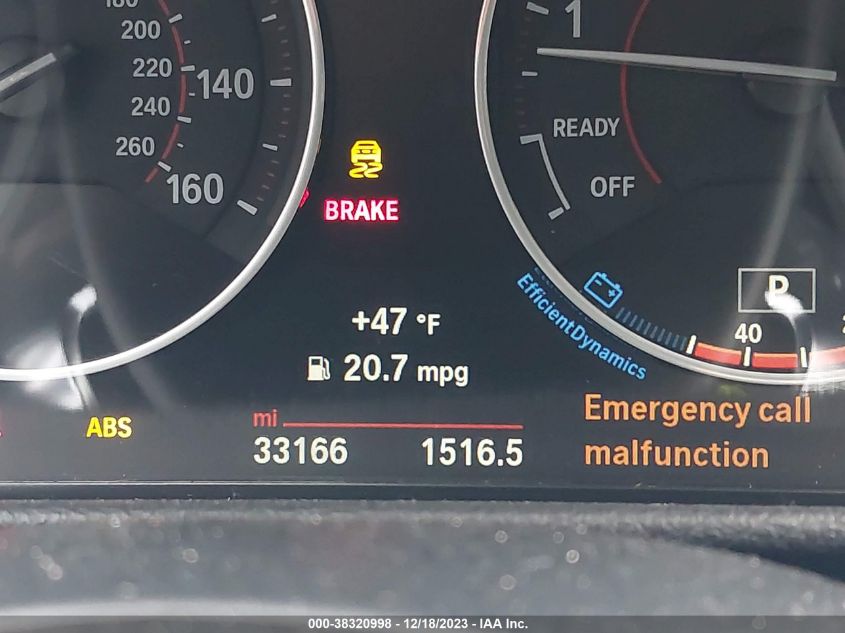 180
200
220
140
240
260
160
1
READY
OFF
BRAKE
P
EfficientDynamics
40
+47 °F
20.7 mpg
ABS
mi
33166 1516.5
Emergency call
malfunction
000-38320998 - 12/18/2023 - IAA Inc.